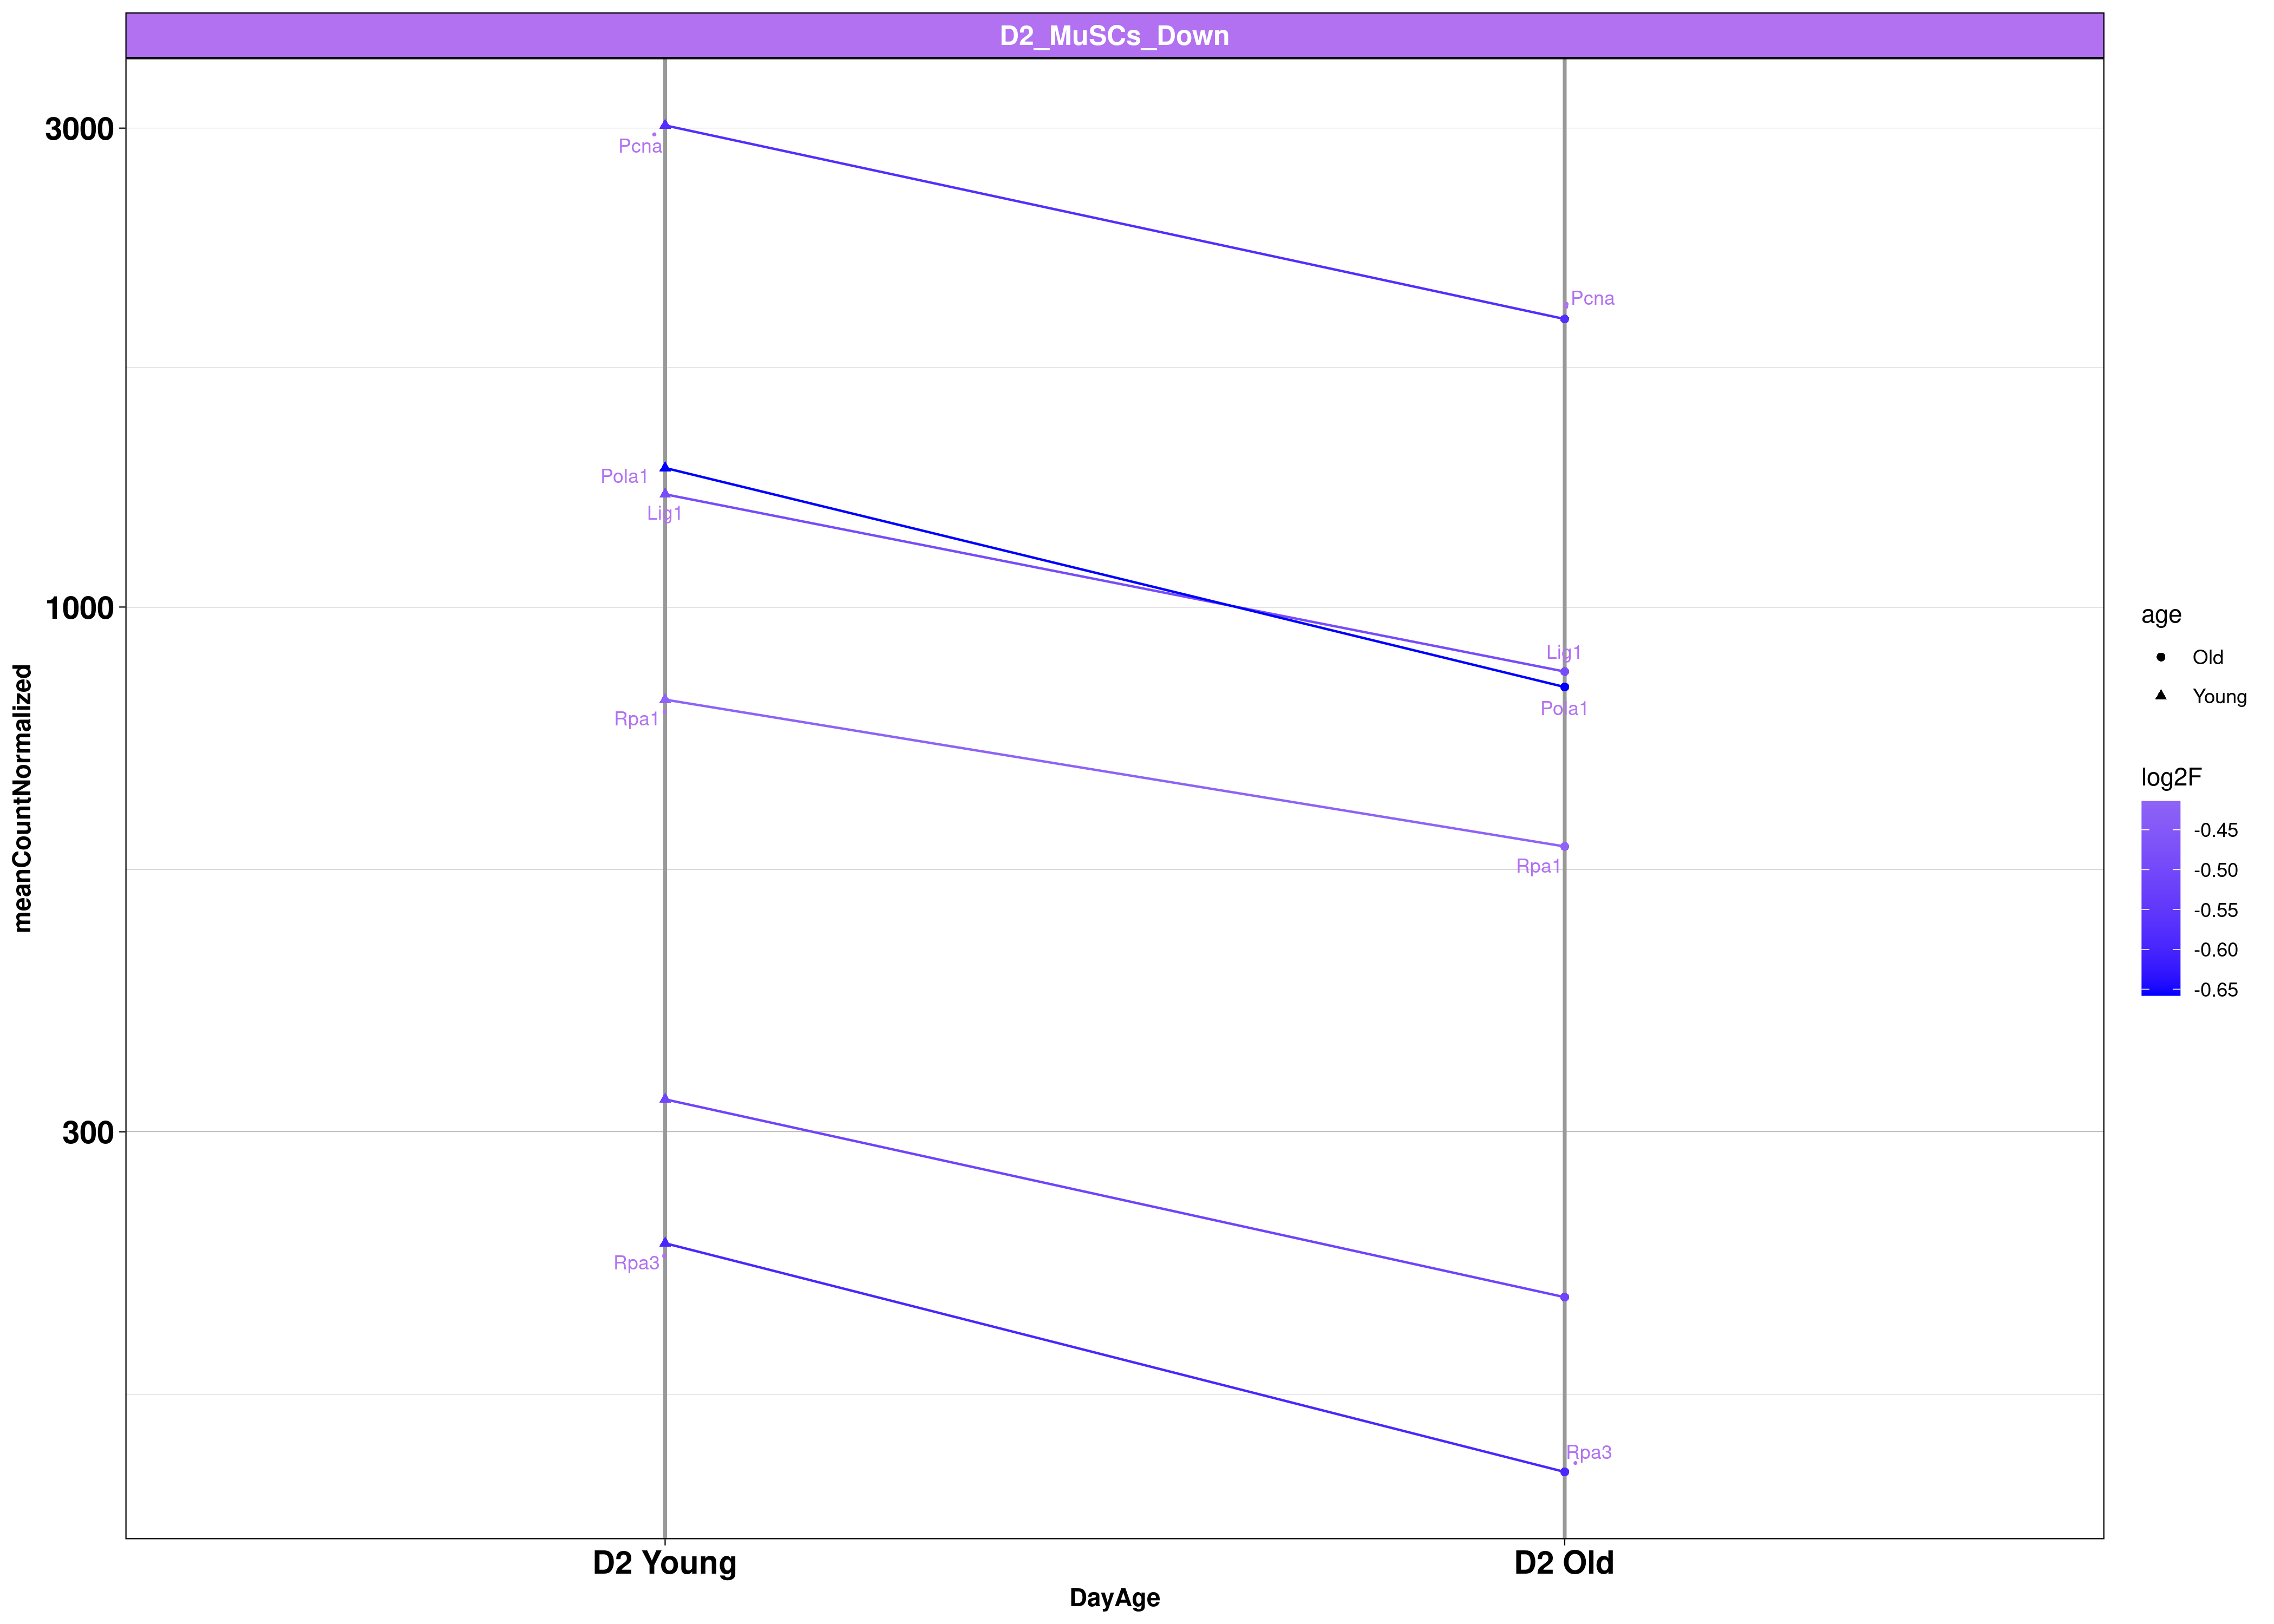 D2_MuSCs_Down
3000
1000
300
meanCountNormalized
Pcna
Pcna
Pola1
Lig1
Lig1
Pola1
Rpa1
Rpa1
Rpa3
Rpa3
D2 Young
D2 Old
DayAge
age
Old
Young
log2F
-0.45
-0.50
-0.55
-0.60
-0.65